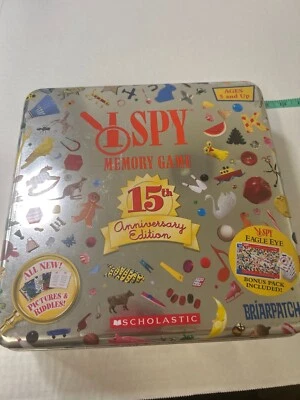 AGES
5 and Up
I SPY
MEMORY GAME
15th
Anniversary
Edition
ALL NEW!
PICTURES &
RIDDLES!
I SPY
EAGLE EYE
BONUS PACK
INCLUDED!
BRIARPATCH
SCHOLASTIC